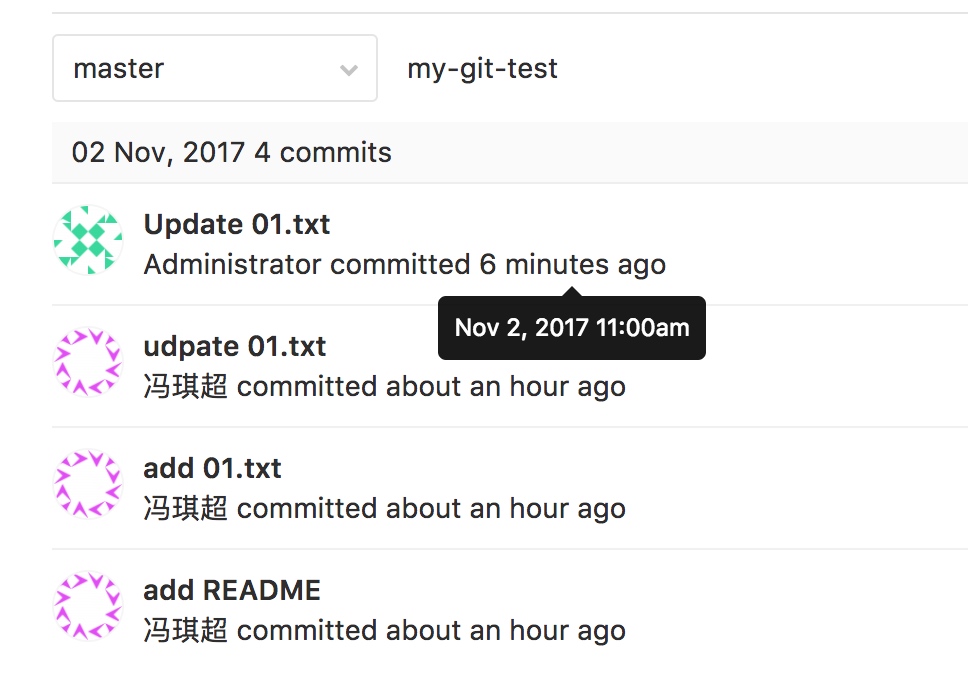 master
my-git-test
02 Nov, 2017 4 commits
Update 01.txt
Administrator committed 6 minutes ago
Nov 2, 2017 11:00am
udpate 01.txt
冯琪超 committed about an hour ago
add 01.txt
冯琪超 committed about an hour ago
add README
冯琪超 committed about an hour ago